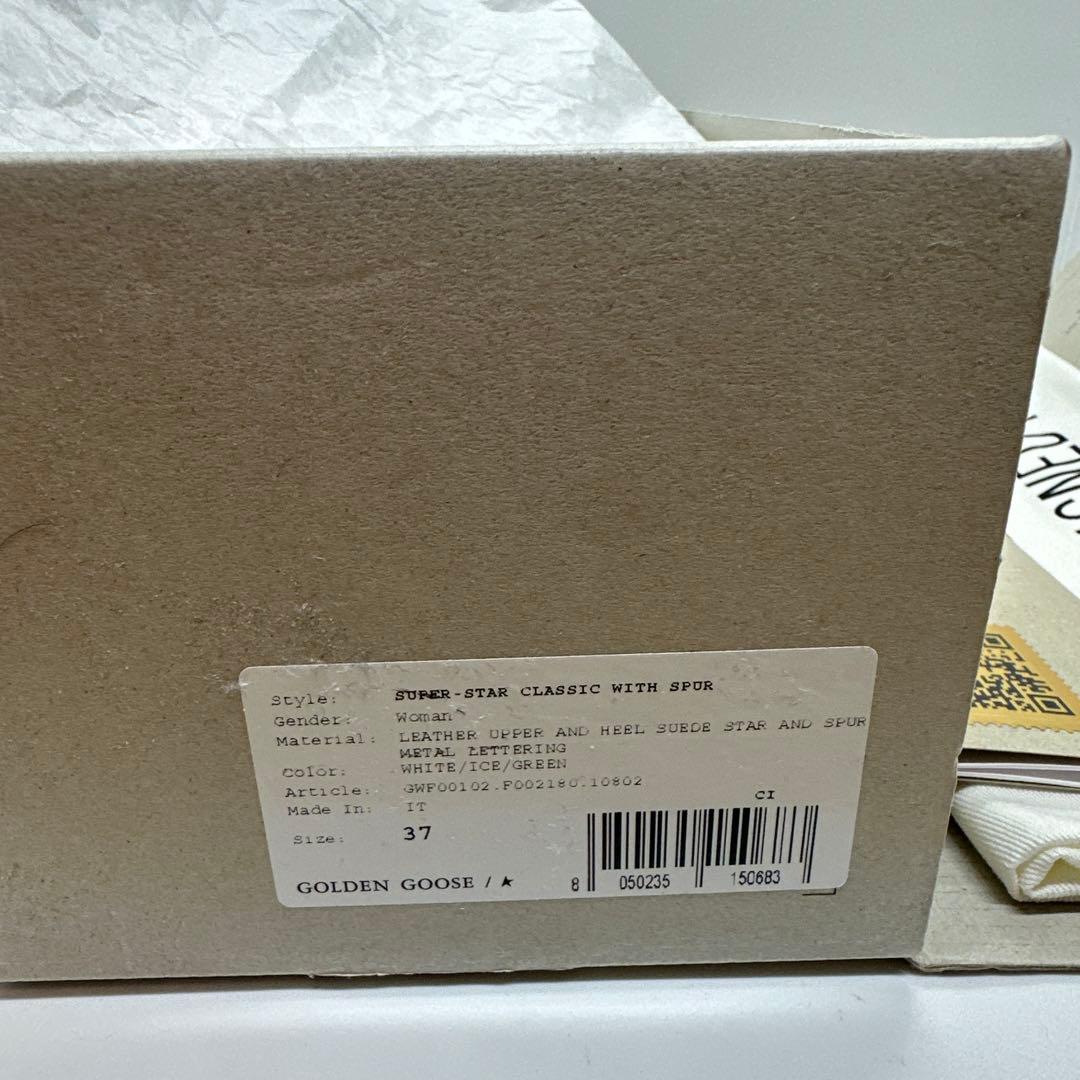 Style: SUPER-STAR CLASSIC WITH SPUR
Gender: Woman
Material: LEATHER UPPER AND HEEL SUEDE STAR AND SPUR
METAL LETTERING
Color: WHITE/ICE/GREEN
Article: GWF00102.F002180.10802
Made In: IT
CI
Size: 37
GOLDEN GOOSE / ★
8 050235 150683